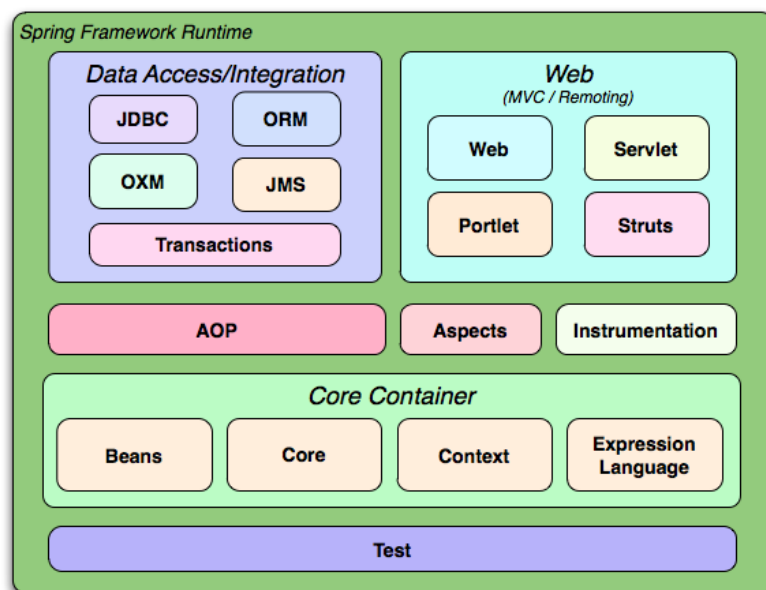 Spring Framework Runtime
Data Access/Integration
JDBC
ORM
OXM
JMS
Transactions
Web
(MVC / Remoting)
Web
Servlet
Portlet
Struts
AOP
Aspects
Instrumentation
Core Container
Beans
Core
Context
Expression
Language
Test